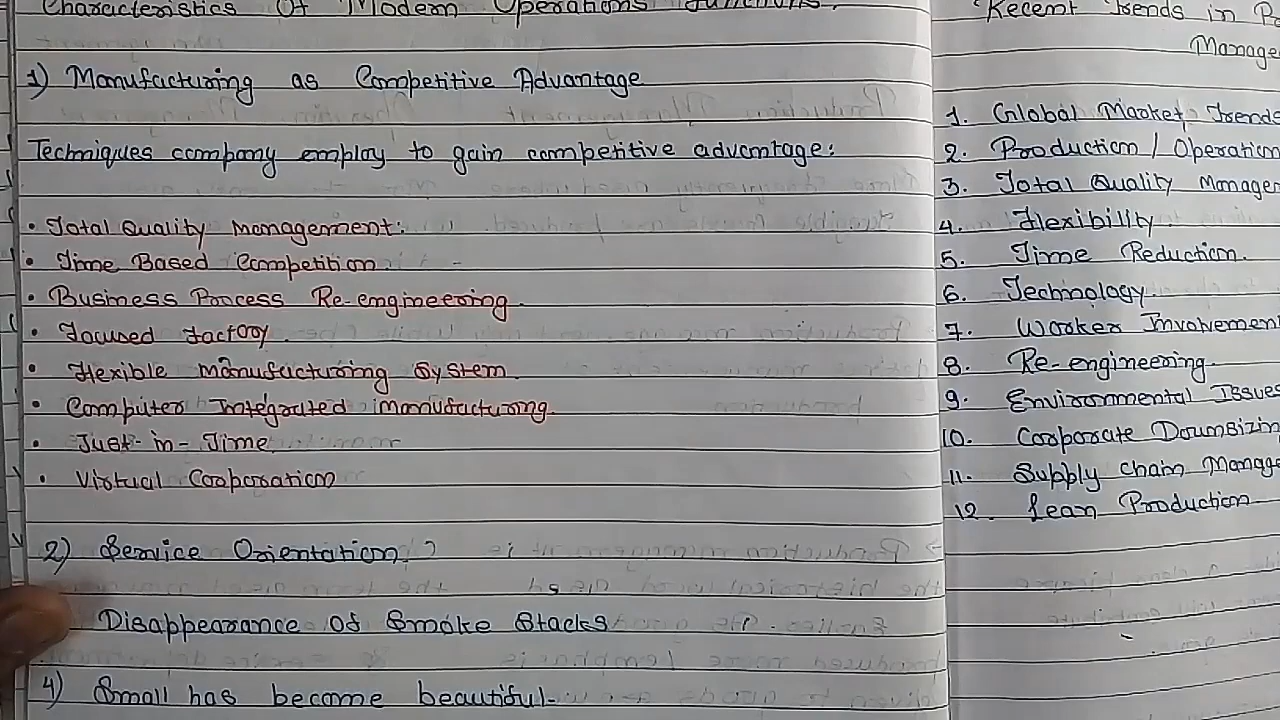 Characteristics Of Modern Operations Functions.
1) Manufacturing as Competitive Advantage
Techniques company employ to gain competitive advantage:
• Total Quality Management:
• Time Based Competition
• Business Process Re-engineering
• Focused Factory.
• Flexible Manufacturing System
• Computer Integrated Manufacturing
• Just-in-Time
• Virtual Corporation
2) Service Orientation
Disappearance Of Smoke Stacks
4) Small has become beautiful-
Recent Trends in
Manage
1. Global Market Trends
2. Production / Operation
3. Total Quality Manage
4. Flexibility
5. Time Reduction.
6. Technology
7. Worker Involvemen
8. Re-engineering
9. Environmental Issues
10. Corporate Downsizin
11. Supply Chain Manage
12. Lean Production